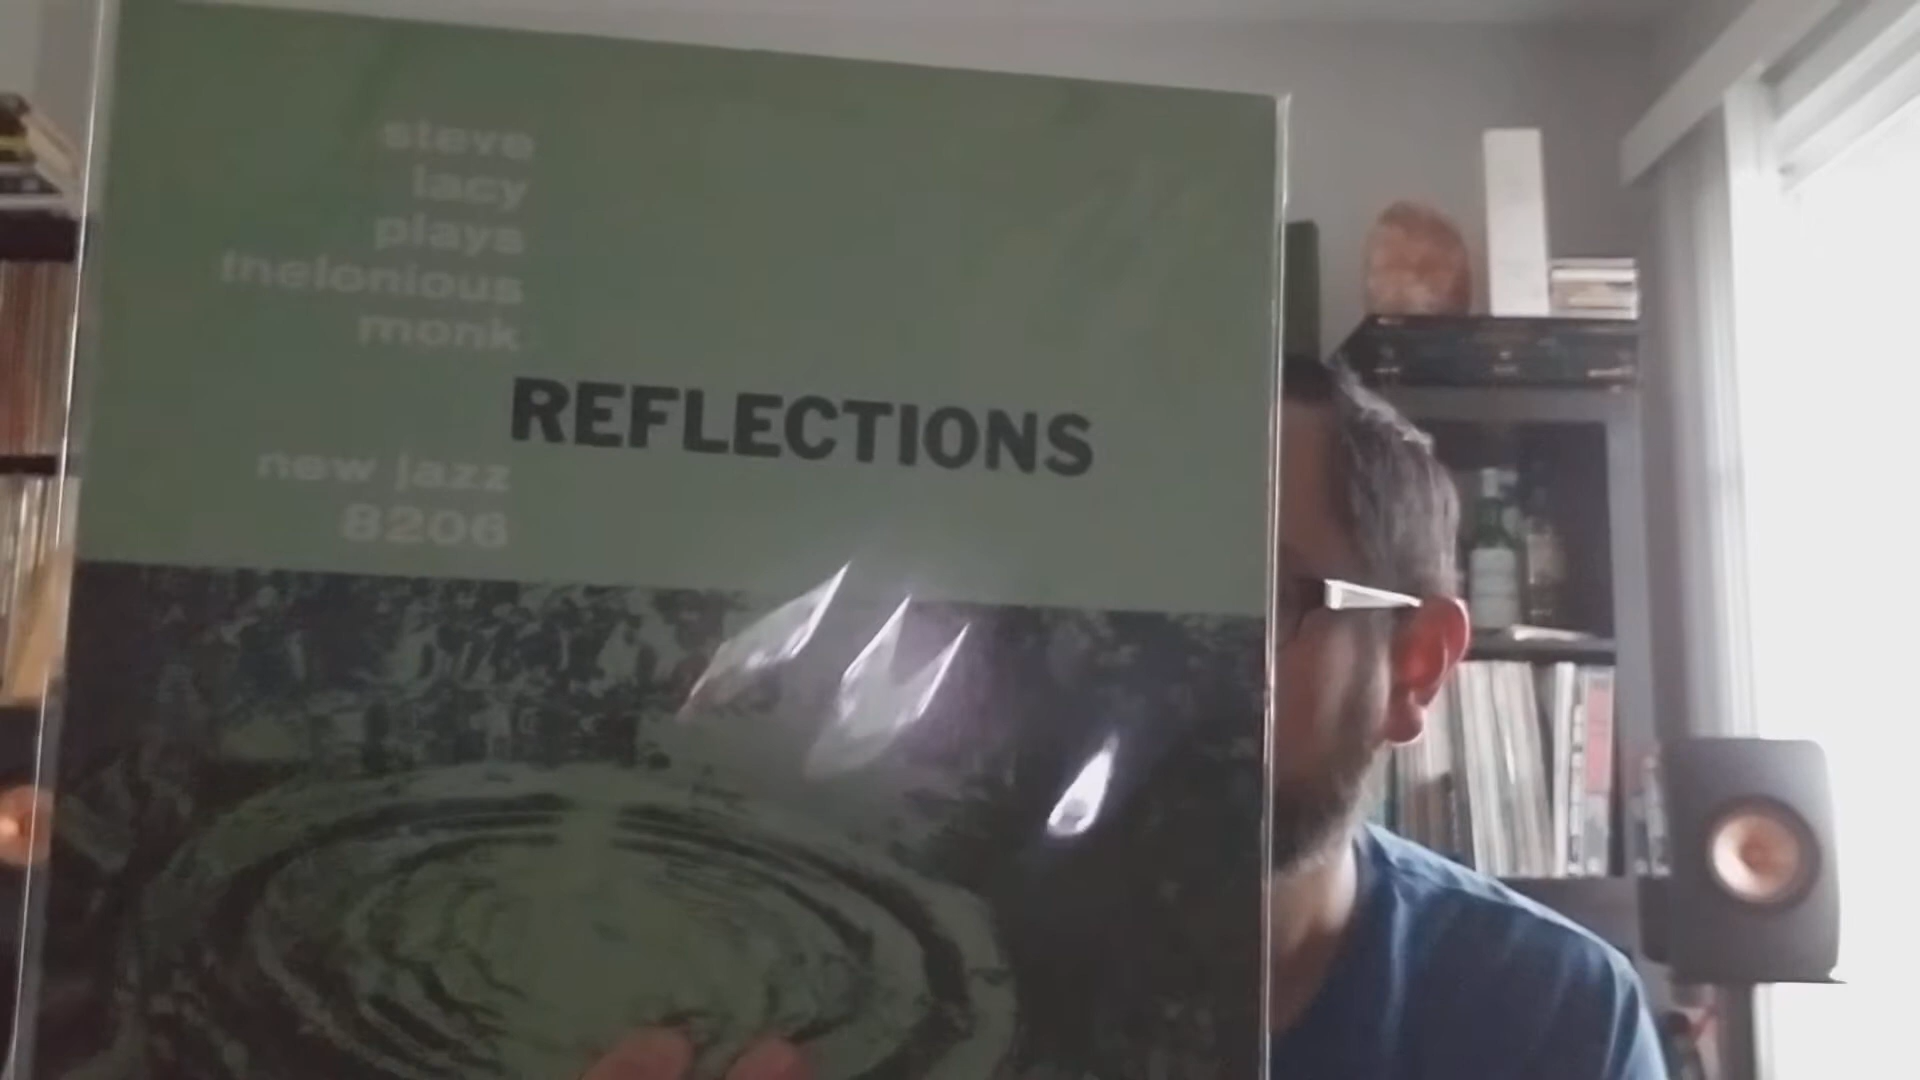 steve
lacy
plays
thelonious
monk
REFLECTIONS
new jazz
8206